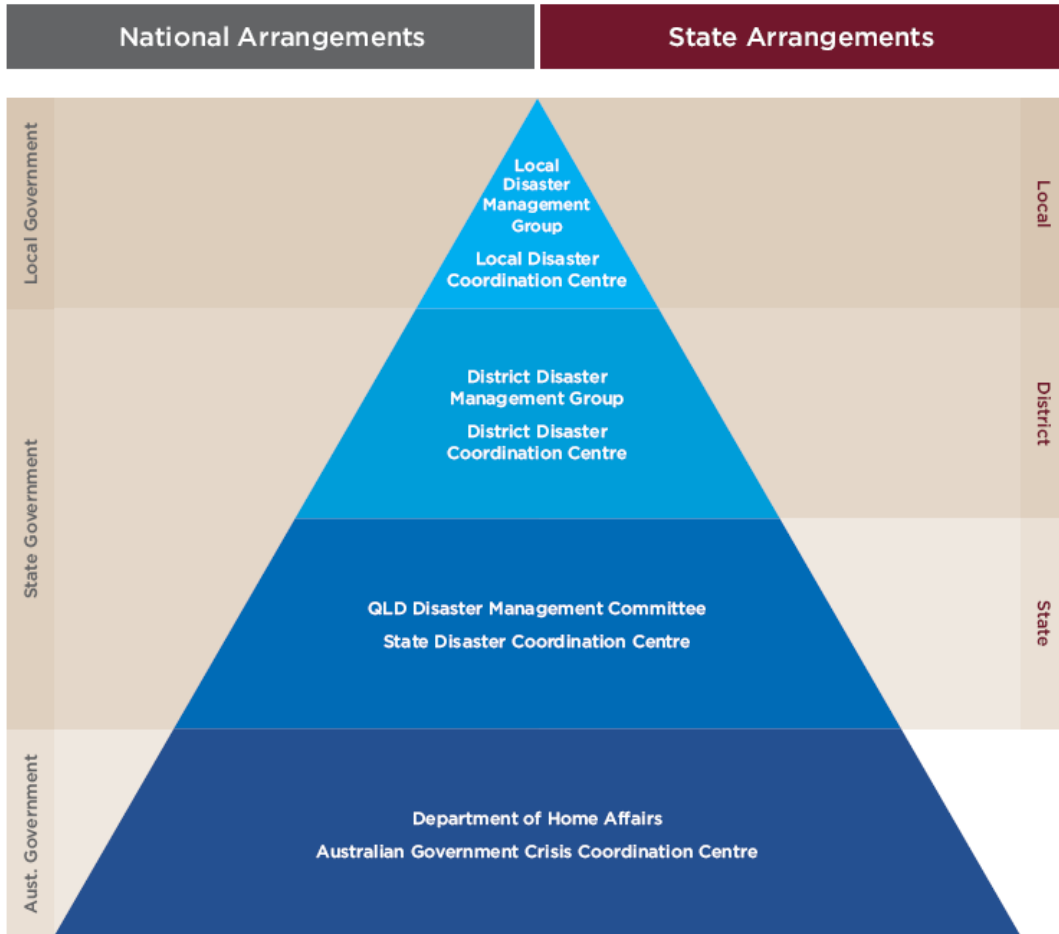 National Arrangements
State Arrangements
Local Government
Local
Disaster
Management
Group
Local Disaster
Coordination Centre
Local
State Government
District Disaster
Management Group
District Disaster
Coordination Centre
District
QLD Disaster Management Committee
State Disaster Coordination Centre
State
Aust. Government
Department of Home Affairs
Australian Government Crisis Coordination Centre